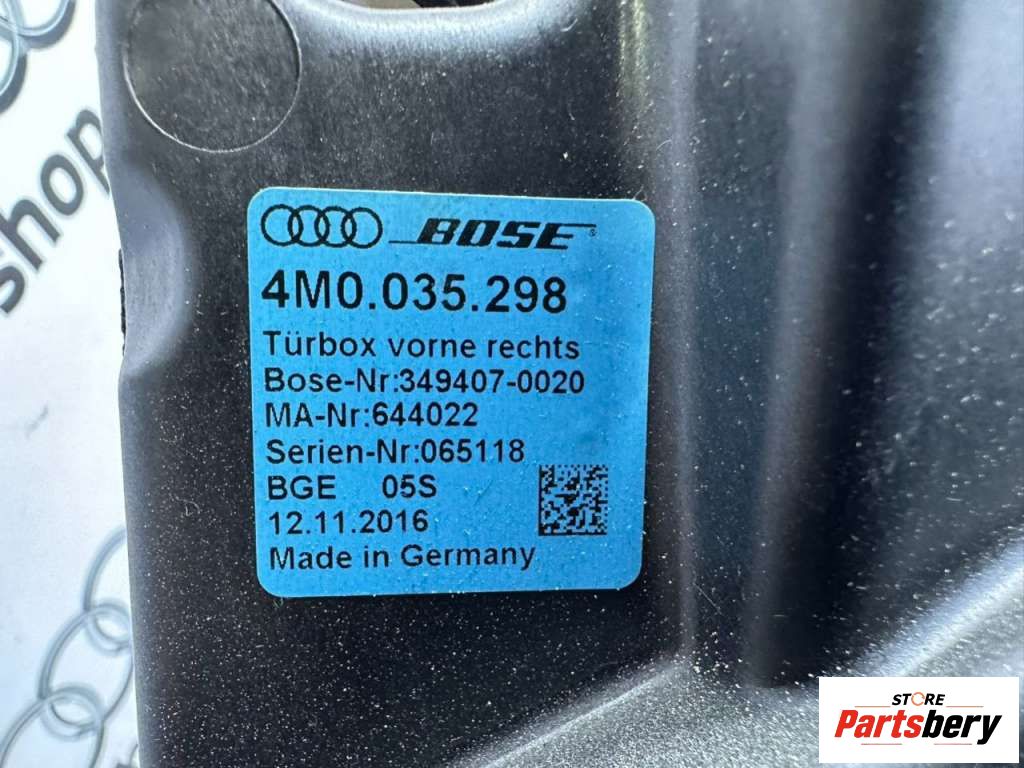 shop
BOSE®
4M0.035.298
Türbox vorne rechts
Bose-Nr:349407-0020
MA-Nr:644022
Serien-Nr:065118
BGE 05S
12.11.2016
Made in Germany
STORE
Partsbery